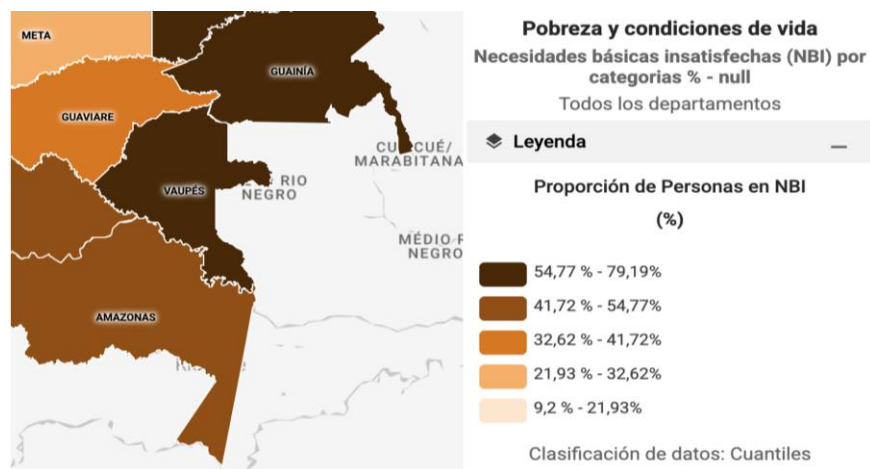 META
GUAINÍA
GUAVIARE
MARABITANA
VAUPÉS
RIO
NEGRO
MÉDIO R
NEGRO
AMAZONAS
Pobreza y condiciones de vida
Necesidades básicas insatisfechas (NBI) por
categorias % - null
Todos los departamentos
Leyenda
Proporción de Personas en NBI
(%)
54,77 % - 79,19%
41,72 % - 54,77%
32,62 % - 41,72%
21,93 % - 32,62%
9,2 % - 21,93%
Clasificación de datos: Cuantiles